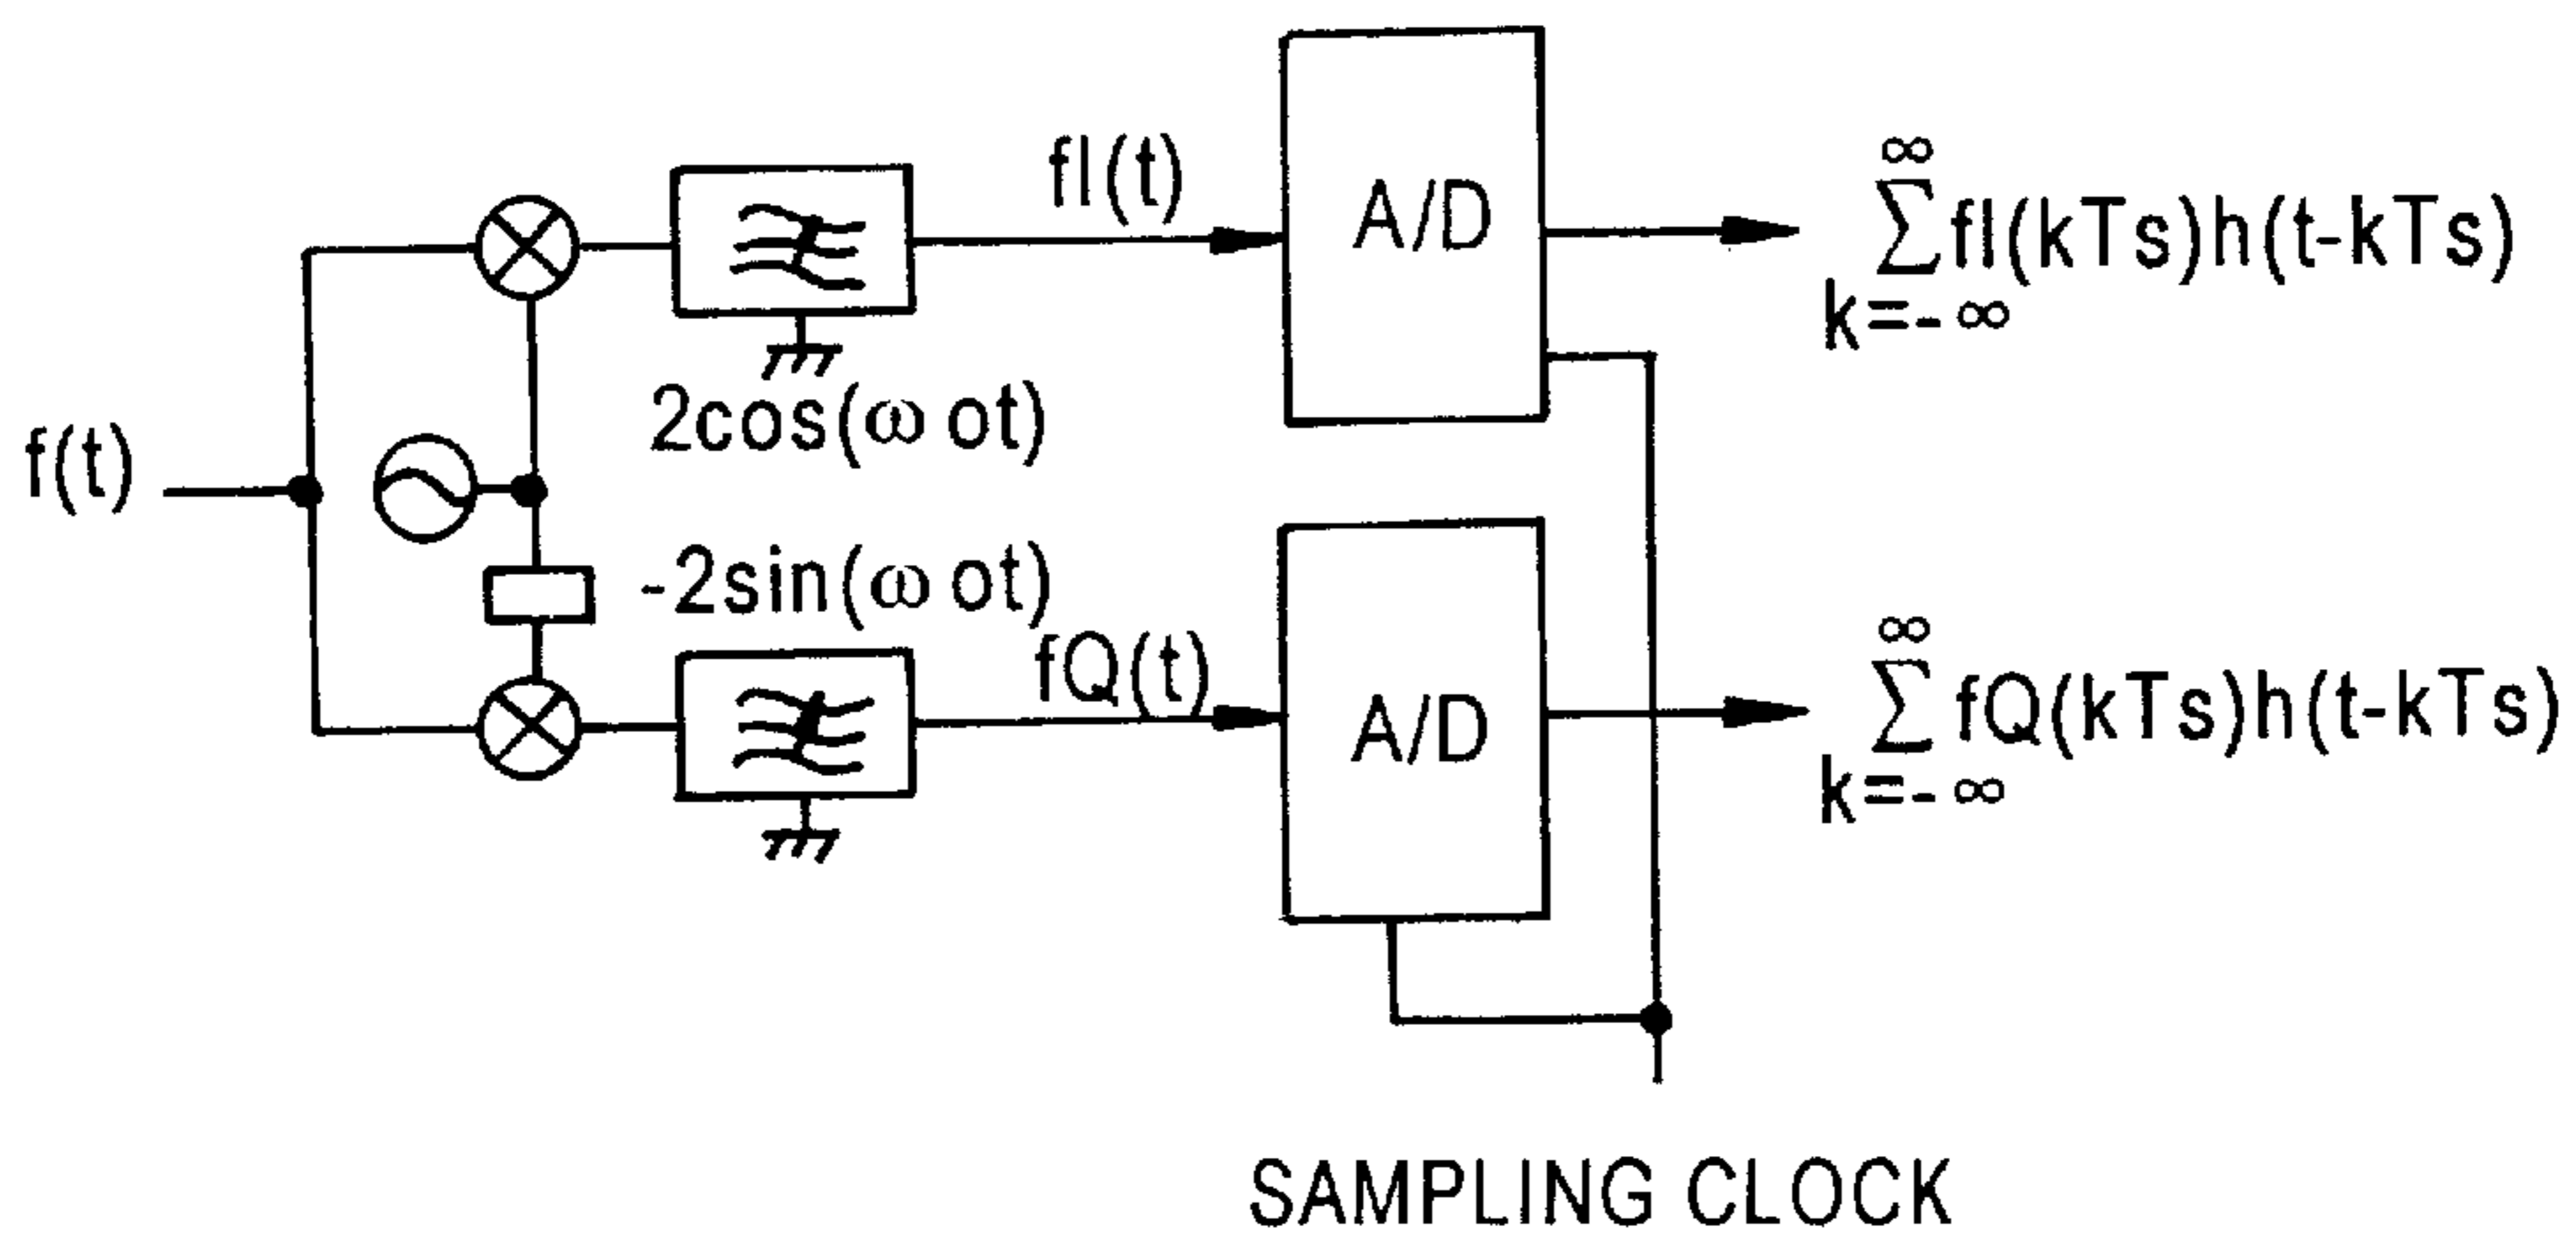 fI(t)
A/D
∞
∑fI(kTs)h(t-kTs)
k=-∞
2cos(ω ot)
f(t)
-2sin(ω ot)
fQ(t)
A/D
∞
∑fQ(kTs)h(t-kTs)
k=-∞
SAMPLING CLOCK